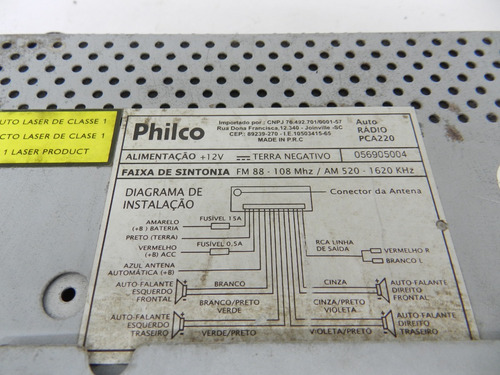 AUTO LASER DE CLASSE 1
CTO LASER DE CLASE 1
1 LASER PRODUCT
Philco
Importado por: CNPJ 76.492.701/0001-57
Rua Dona Francisca,12.340 - Joinville -SC
CEP: 89239-270 - I.E.10503415-65
MADE IN P.R.C
Auto
RÁDIO
PCA220
ALIMENTAÇÃO +12V
TERRA NEGATIVO
056905004
FAIXA DE SINTONIA FM 88 - 108 Mhz / AM 520 - 1620 KHz
DIAGRAMA DE
INSTALAÇÃO
Conector da Antena
AMARELO
(+B) BATERIA
FUSÍVEL 15A
PRETO (TERRA)
VERMELHO
(+B) ACC
FUSÍVEL 0.5A
RCA LINHA
DE SAÍDA
VERMELHO R
BRANCO L
AZUL ANTENA
AUTOMÁTICA (+B)
AUTO-FALANTE
ESQUERDO
FRONTAL
BRANCO
BRANCO/PRETO
CINZA
CINZA/PRETO
AUTO-FALANTE
DIREITO
FRONTAL
AUTO-FALANTE
ESQUERDO
TRASEIRO
VERDE
VERDE/PRETO
VIOLETA
VIOLETA/PRETO
AUTO-FALANTE
DIREITO
TRASEIRO